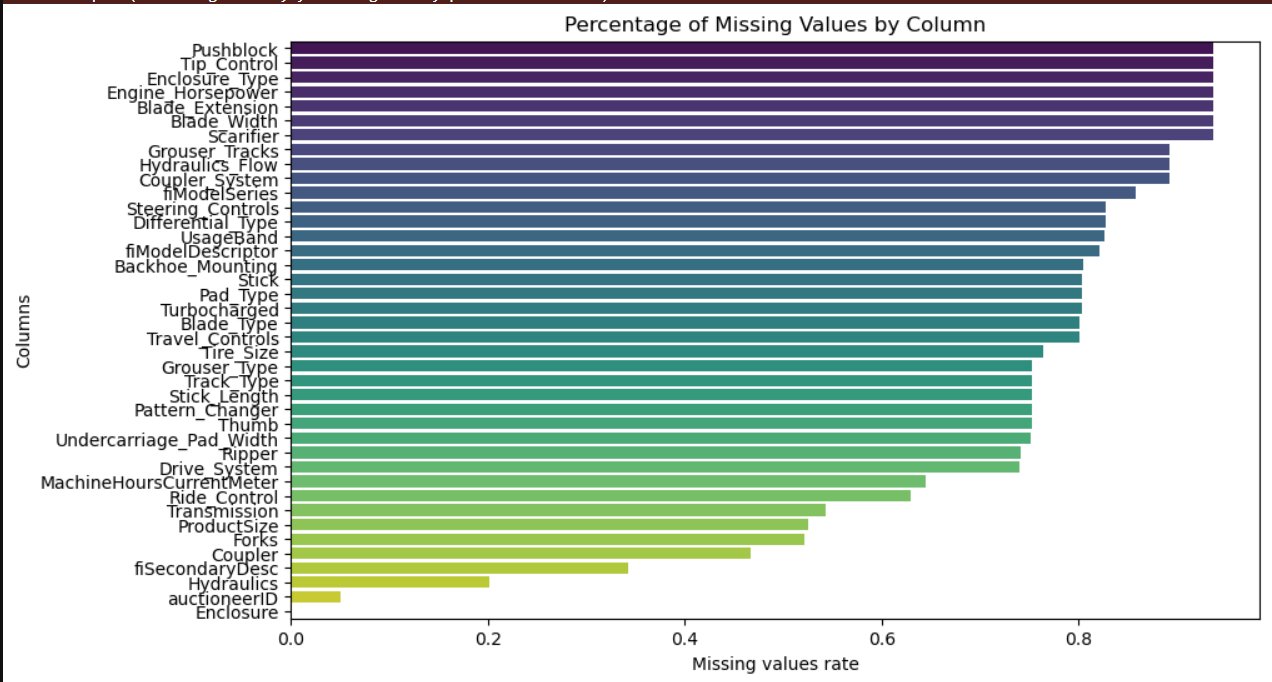 Percentage of Missing Values by Column
Pushblock
Tip_Control
Enclosure_Type
Engine_Horsepower
Blade_Extension
Blade_Width
Scarifier
Grouser_Tracks
Hydraulics_Flow
Coupler_System
fiModelSeries
Steering_Controls
Differential_Type
UsageBand
fiModelDescriptor
Backhoe_Mounting
Stick
Pad_Type
Turbocharged
Blade_Type
Travel_Controls
Tire_Size
Grouser_Type
Track_Type
Stick_Length
Pattern_Changer
Thumb
Undercarriage_Pad_Width
Ripper
Drive_System
MachineHoursCurrentMeter
Ride_Control
Transmission
ProductSize
Forks
Coupler
fiSecondaryDesc
Hydraulics
auctioneerID
Enclosure
Columns
0.0 0.2 0.4 0.6 0.8
Missing values rate